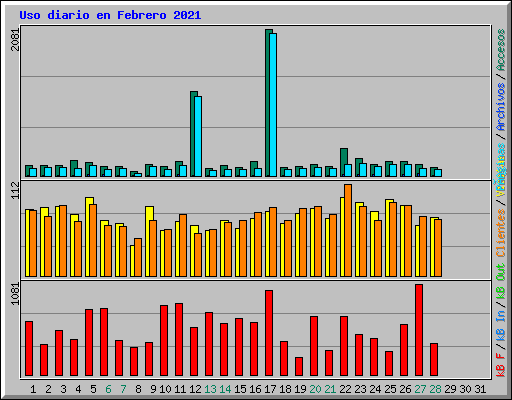 Uso diario en Febrero 2021
2081
112
1081
Archivos / Accesos
Clientes /
kB F / kB In / kB Out
1 2 3 4 5 6 7 8 9 10 11 12 13 14 15 16 17 18 19 20 21 22 23 24 25 26 27 28 29 30 31